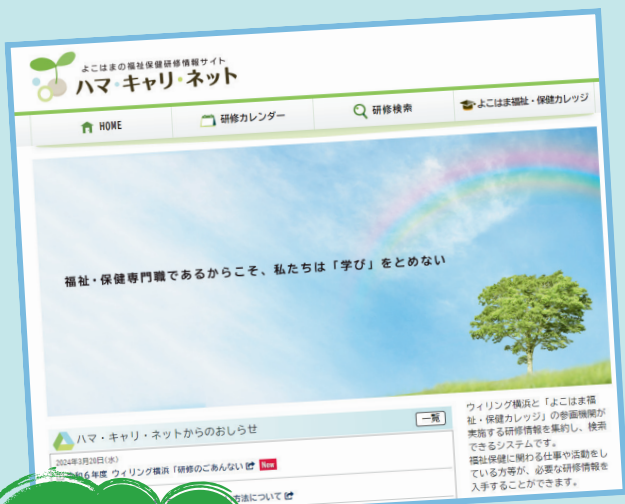 よこはまの福祉保健研修情報サイト
ハマ・キャリ・ネット
HOME
研修カレンダー
研修検索
よこはま福祉・保健カレッジ
福祉・保健専門職であるからこそ、私たちは「学び」をとめない
ハマ・キャリ・ネットからのおしらせ
一覧
2024年3月28日(水)
和6年度 ウィリング横浜「研修のごあんない New
方法について
ウィリング横浜と「よこはま福
祉・保健カレッジ」の参画機関が
実施する研修情報を集約し、検索
できるシステムです。
福祉保健に関わる仕事や活動をし
ている方等が、必要な研修情報を
入手することができます。